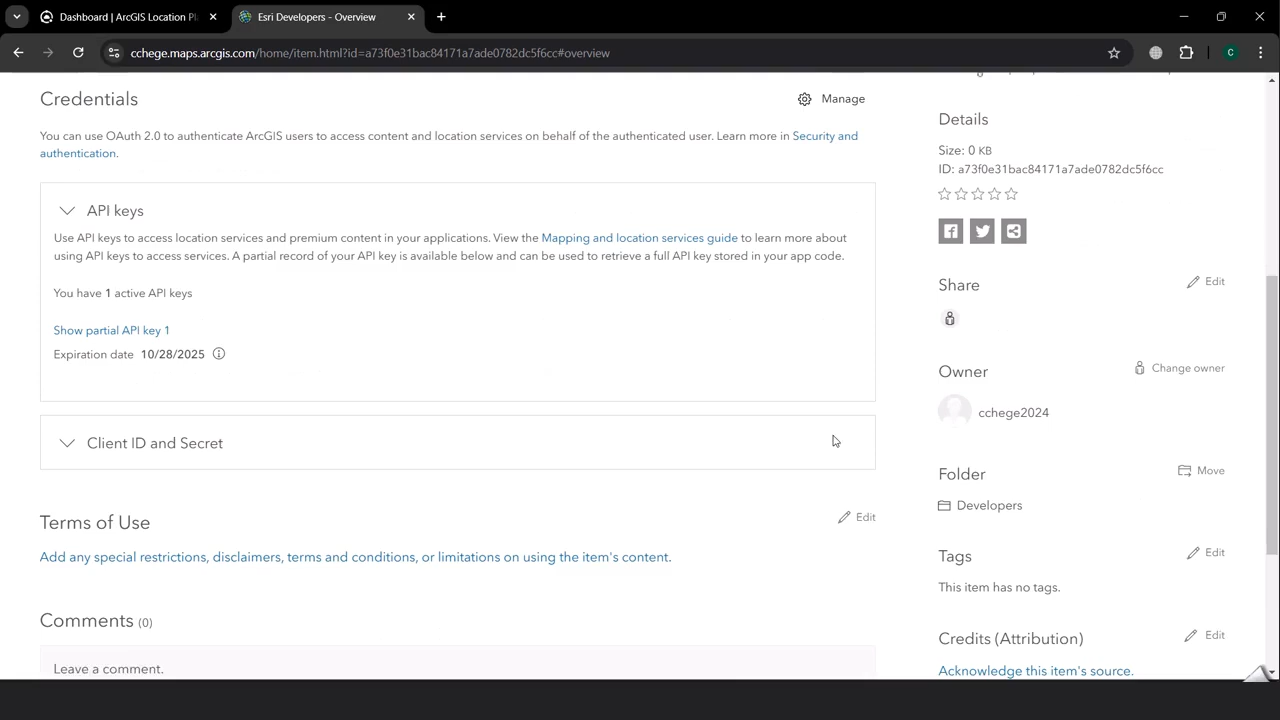 Dashboard | ArcGIS Location Pl
Esri Developers - Overview
cchege.maps.arcgis.com/home/item.html?id=a73f0e31bac84171a7ade0782dc5f6cc#overview
C
Credentials
Manage
You can use OAuth 2.0 to authenticate ArcGIS users to access content and location services on behalf of the authenticated user. Learn more in Security and
authentication.
API keys
Use API keys to access location services and premium content in your applications. View the Mapping and location services guide to learn more about
using API keys to access services. A partial record of your API key is available below and can be used to retrieve a full API key stored in your app code.
You have 1 active API keys
Show partial API key 1
Expiration date 10/28/2025
Client ID and Secret
Terms of Use
Edit
Add any special restrictions, disclaimers, terms and conditions, or limitations on using the item's content.
Comments (0)
Leave a comment.
Details
Size: 0 KB
ID: a73f0e31bac84171a7ade0782dc5f6cc
Share
Edit
Owner
Change owner
cchege2024
Folder
Move
Developers
Tags
Edit
This item has no tags.
Credits (Attribution)
Edit
Acknowledge this item's source.